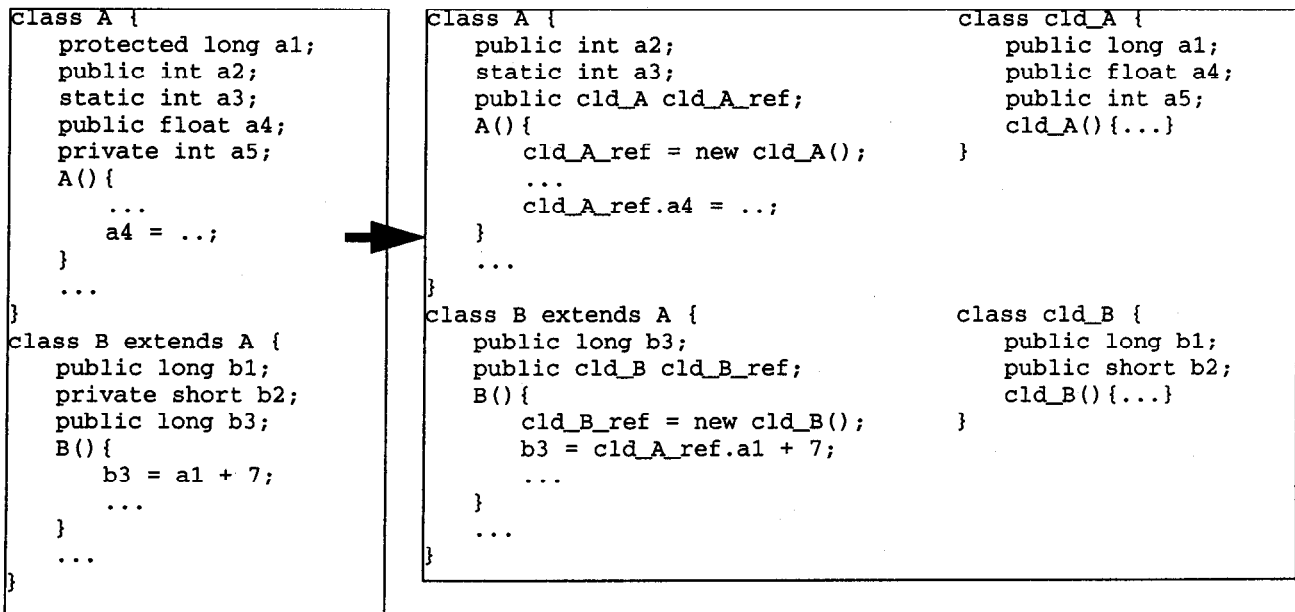 class A {
protected long a1;
public int a2;
static int a3;
public float a4;
private int a5;
A(){
...
a4 = ..;
}
...
}
class B extends A {
public long b1;
private short b2;
public long b3;
B(){
b3 = a1 + 7;
...
}
...
}
class A {
public int a2;
static int a3;
public cld_A cld_A_ref;
A(){
cld_A_ref = new cld_A();
...
cld_A_ref.a4 = ..;
}
...
}
class B extends A {
public long b3;
public cld_B cld_B_ref;
B(){
cld_B_ref = new cld_B();
b3 = cld_A_ref.a1 + 7;
...
}
...
}
class cld_A {
public long a1;
public float a4;
public int a5;
cld_A(){...}
}
class cld_B {
public long b1;
public short b2;
cld_B(){...}
}